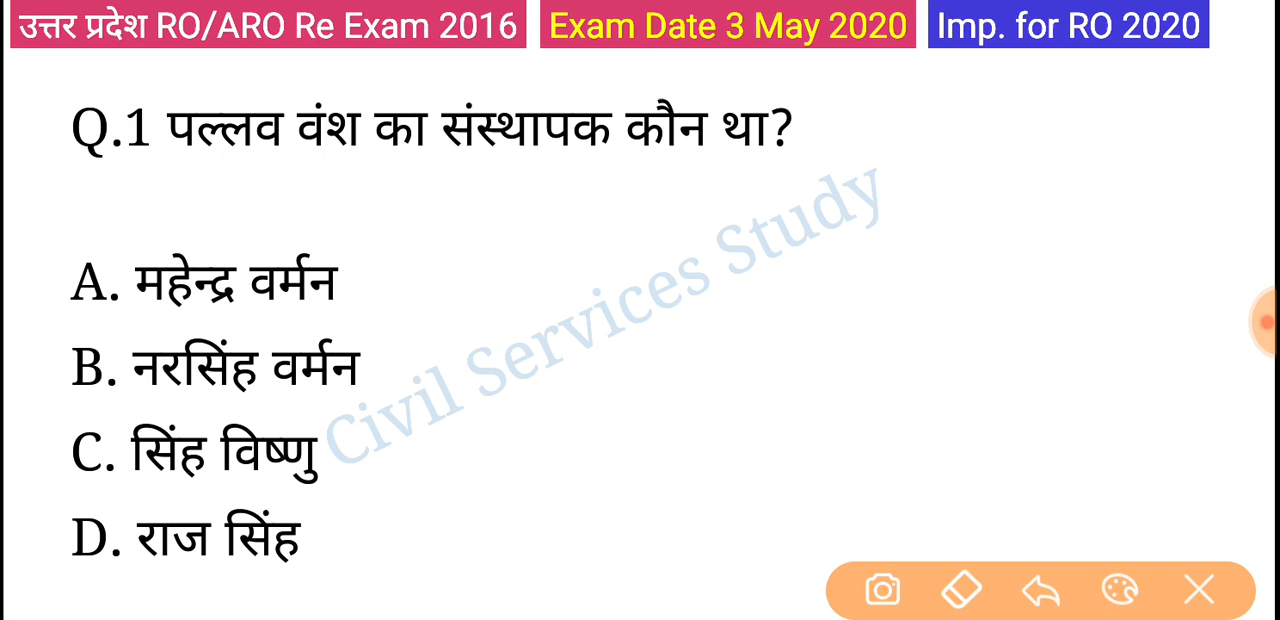 उत्तर प्रदेश RO/ARO Re Exam 2016 Exam Date 3 May 2020 Imp. for RO 2020
Q.1 पल्लव वंश का संस्थापक कौन था?
Civil Services Study
A. महेन्द्र वर्मन
B. नरसिंह वर्मन
C. सिंह विष्णु
D. राज सिंह